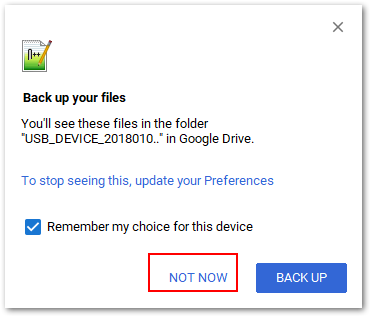 Back up your files
You'll see these files in the folder
"USB_DEVICE_2018010.." in Google Drive.
To stop seeing this, update your Preferences
Remember my choice for this device
NOT NOW BACK UP